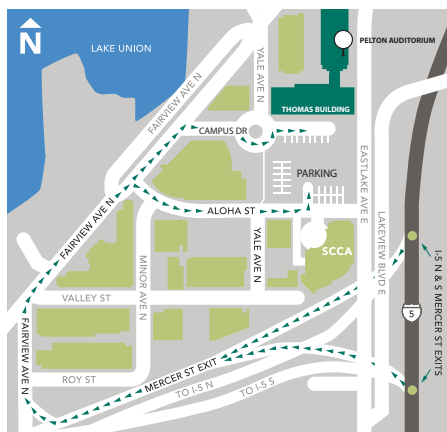 N
LAKE UNION
PELTON AUDITORIUM
THOMAS BUILDING
FAIRVIEW AVE N
YALE AVE N
CAMPUS DR
EASTLAKE AVE E
LAKEVIEW BLVD E
PARKING
ALOHA ST
FAIRVIEW AVE N
MINOR AVE N
YALE AVE N
SCCA
I-5 N & S MERCER ST EXITS
5
VALLEY ST
FAIRVIEW AVE N
MERCER ST EXIT
ROY ST
TO I-5 N
TO I-5 S